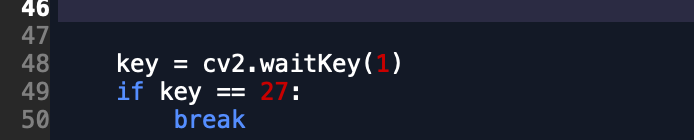 46
47
48 key = cv2.waitKey(1)
49 if key == 27:
50 break